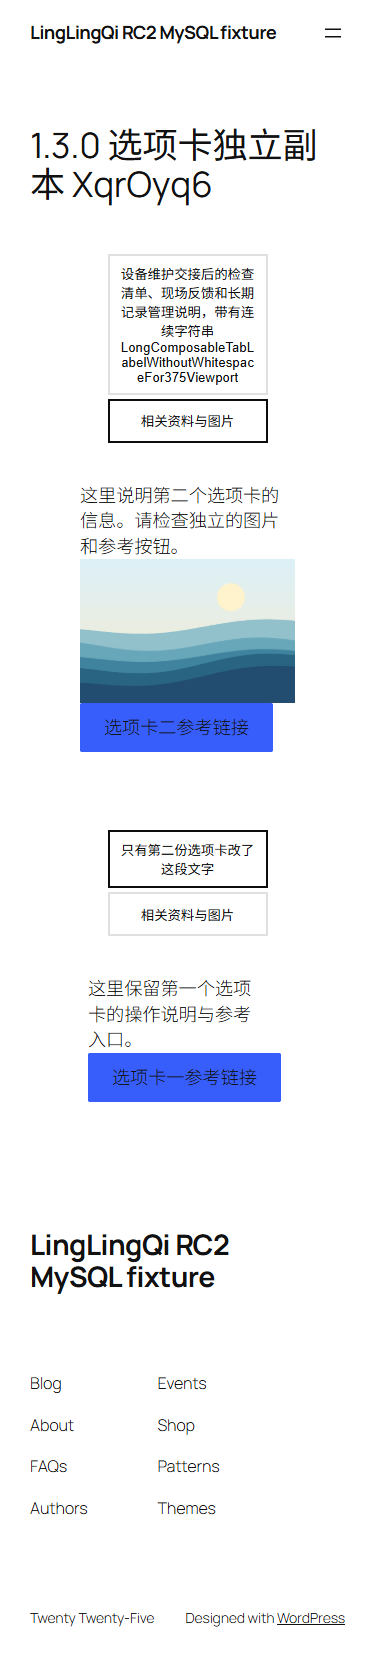 LingLingQi RC2 MySQL fixture
1.3.0 选项卡独立副
本 XqrOyq6
设备维护交接后的检查
清单、现场反馈和长期
记录管理说明，带有连
续字符串
LongComposableTabL
abelWithoutWhitespac
eFor375Viewport
相关资料与图片
这里说明第二个选项卡的
信息。请检查独立的图片
和参考按钮。
选项卡二参考链接
只有第二份选项卡改了
这段文字
相关资料与图片
这里保留第一个选项
卡的操作说明与参考
入口。
选项卡一参考链接
LingLingQi RC2
MySQL fixture
Blog
About
FAQs
Authors
Events
Shop
Patterns
Themes
Twenty Twenty-Five
Designed with WordPress